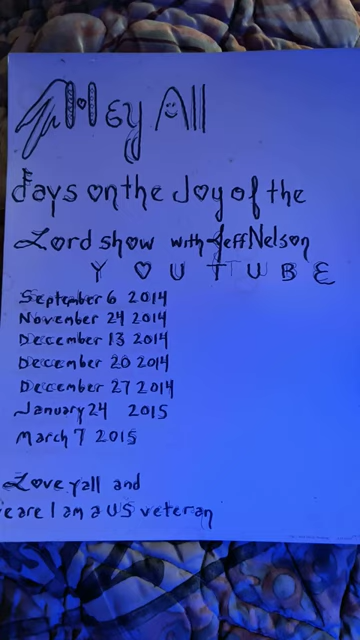 Hey All
days on the Joy of the
Lord show with Jeff Nelson
Y O U T U B E
September 6 2014
November 24 2014
December 13 2014
December 20 2014
December 27 2014
January 24 2015
March 7 2015
Love yall and
I am a US veteran